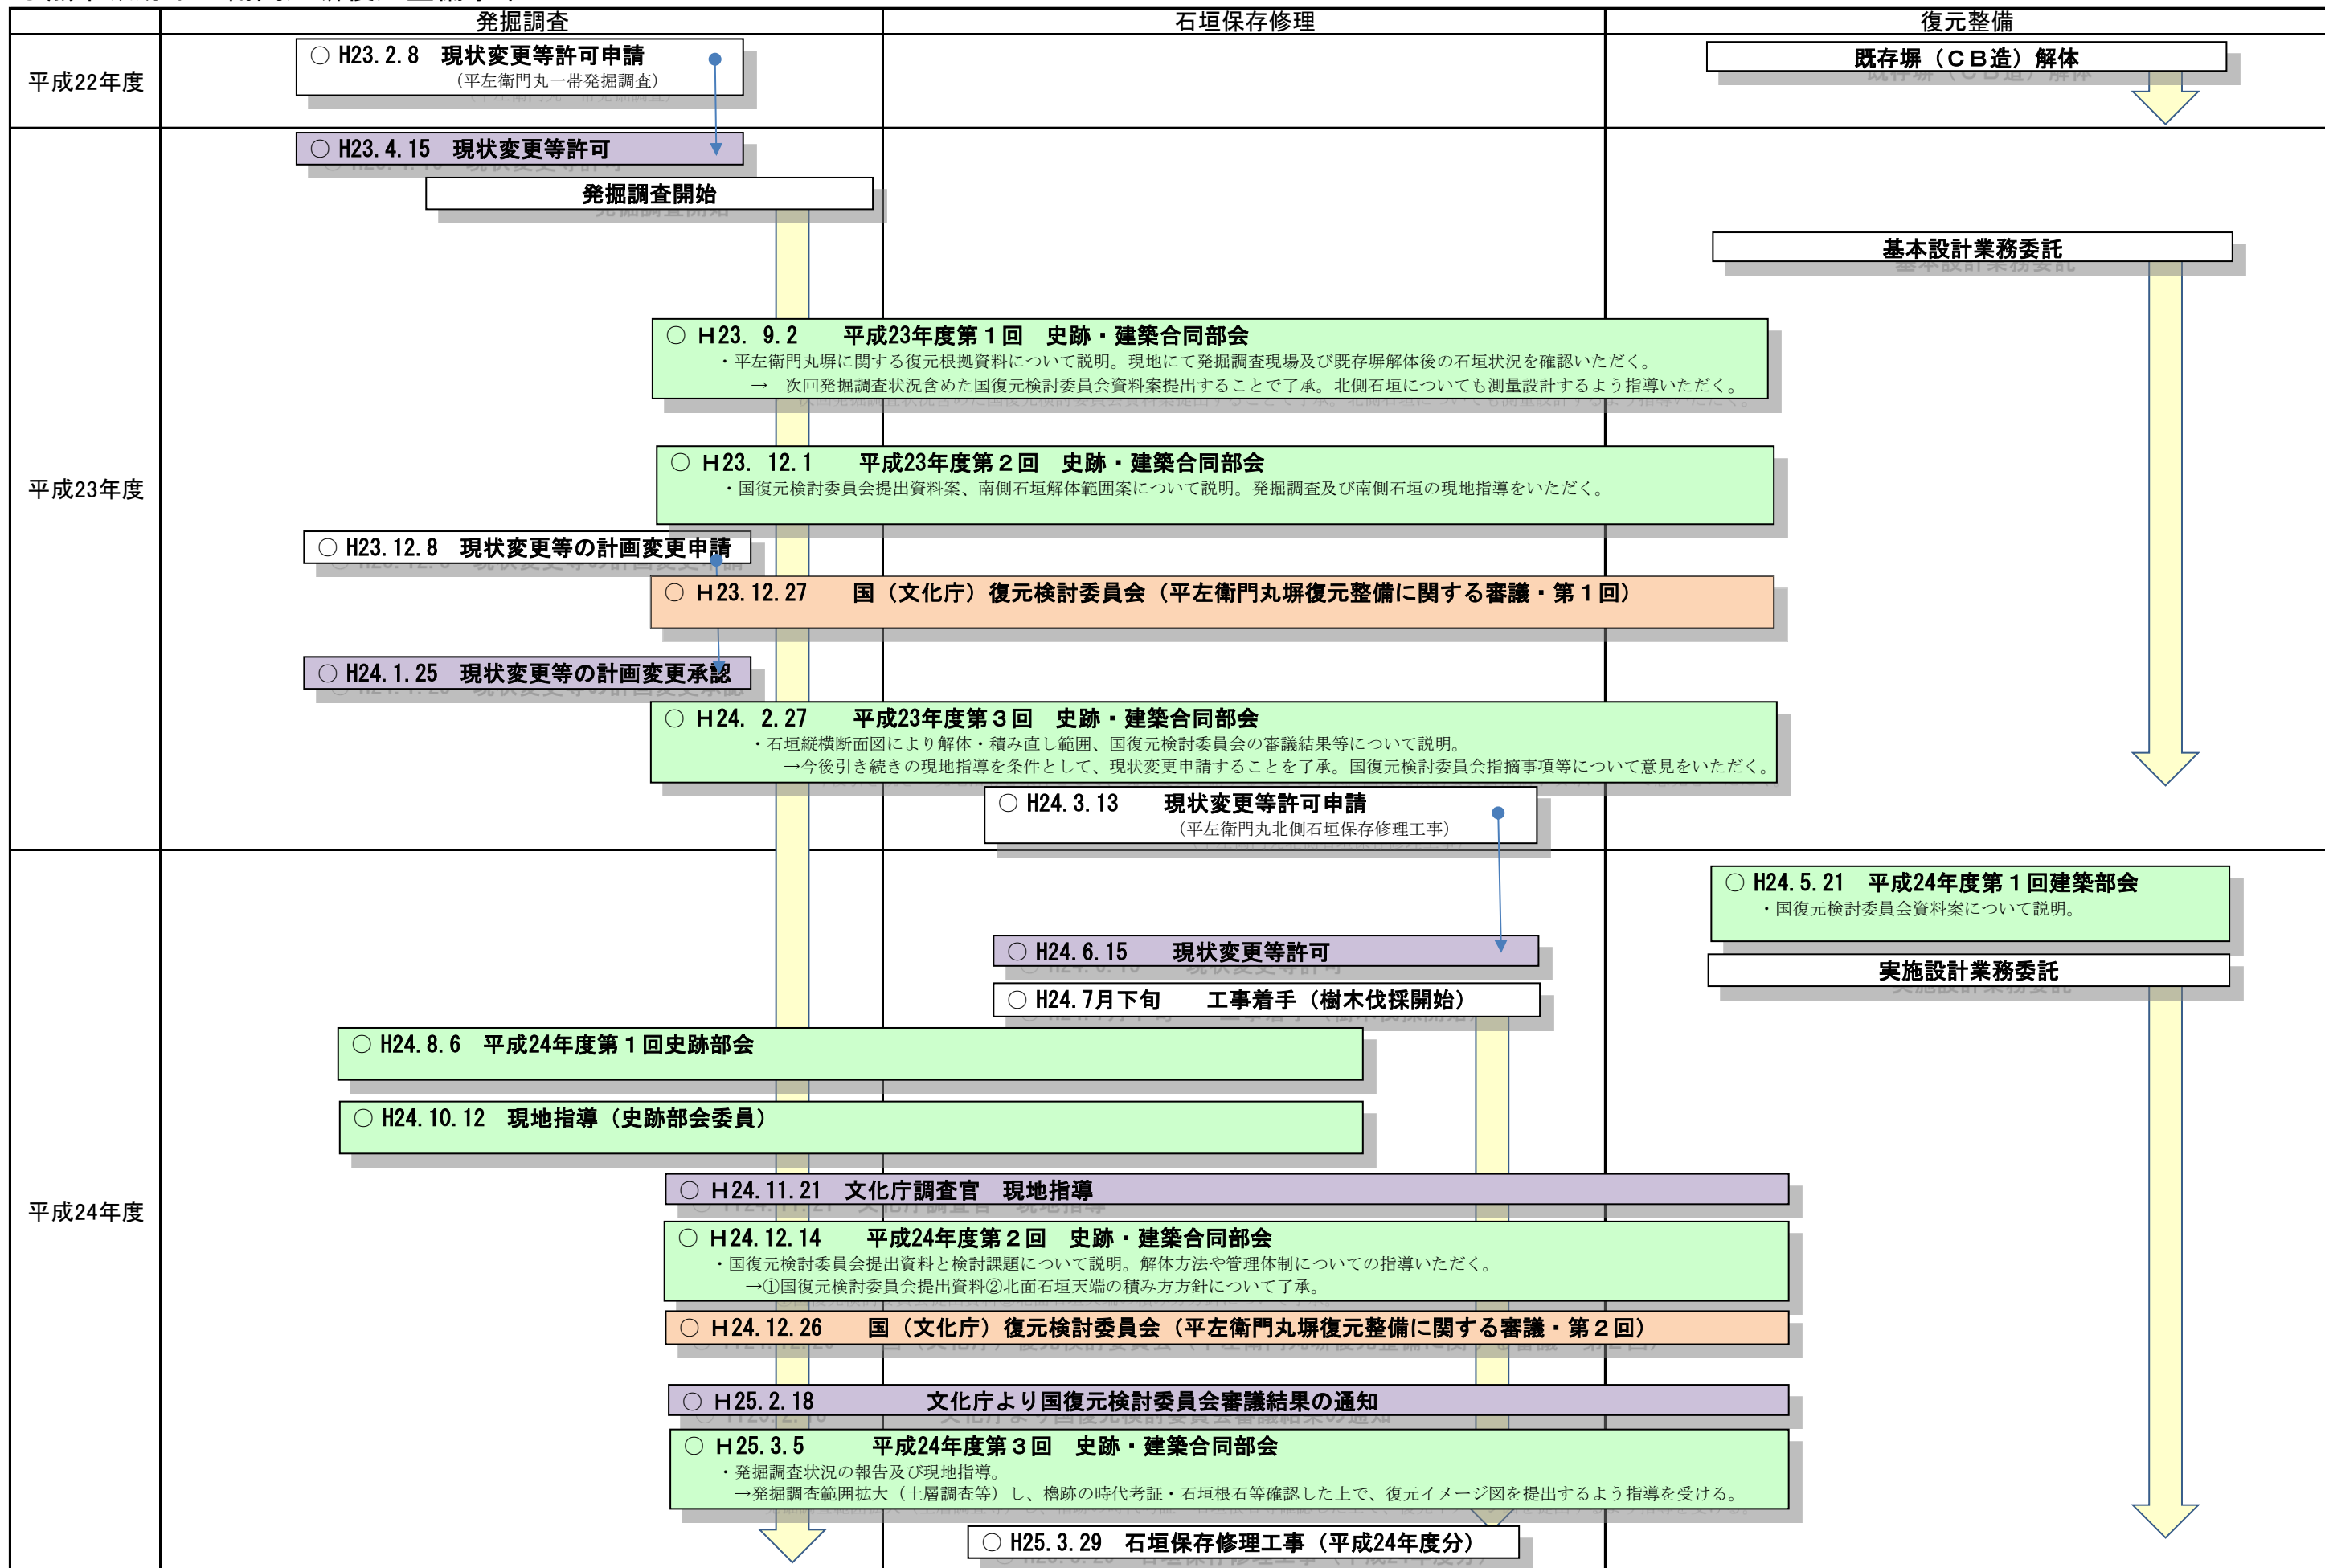 発掘調査
石垣保存修理
復元整備
平成22年度
○ H23.2.8　現状変更等許可申請
（平左衛門丸一帯発掘調査）
既存塀（ＣＢ造）解体
平成23年度
○ H23.4.15　現状変更等許可
発掘調査開始
基本設計業務委託
○ Ｈ23. 9.2　　平成23年度第１回　史跡・建築合同部会
・平左衛門丸塀に関する復元根拠資料について説明。現地にて発掘調査現場及び既存塀解体後の石垣状況を確認いただく。
→　次回発掘調査状況含めた国復元検討委員会資料案提出することで了承。北側石垣についても測量設計するよう指導いただく。
○ Ｈ23. 12.1　　平成23年度第２回　史跡・建築合同部会
・国復元検討委員会提出資料案、南側石垣解体範囲案について説明。発掘調査及び南側石垣の現地指導をいただく。
○ H23.12.8　現状変更等の計画変更申請
○ Ｈ23.12.27　　国（文化庁）復元検討委員会（平左衛門丸塀復元整備に関する審議・第１回）
○ H24.1.25　現状変更等の計画変更承認
○ Ｈ24. 2.27　　平成23年度第３回　史跡・建築合同部会
・石垣縦横断面図により解体・積み直し範囲、国復元検討委員会の審議結果等について説明。
→今後引き続きの現地指導を条件として、現状変更申請することを了承。国復元検討委員会指摘事項等について意見をいただく。
○ H24.3.13　　現状変更等許可申請
（平左衛門丸北側石垣保存修理工事）
平成24年度
○ H24.5.21　平成24年度第１回建築部会
・国復元検討委員会資料案について説明。
○ H24.6.15　　現状変更等許可
実施設計業務委託
○ H24.7月下旬　　工事着手（樹木伐採開始）
○ H24.8.6　平成24年度第１回史跡部会
○ H24.10.12　現地指導（史跡部会委員）
○ Ｈ24.11.21　文化庁調査官　現地指導
○ Ｈ24.12.14　　平成24年度第２回　史跡・建築合同部会
・国復元検討委員会提出資料と検討課題について説明。解体方法や管理体制についての指導いただく。
→①国復元検討委員会提出資料②北面石垣天端の積み方方針について了承。
○ Ｈ24.12.26　　国（文化庁）復元検討委員会（平左衛門丸塀復元整備に関する審議・第２回）
○ Ｈ25.2.18　　　　　文化庁より国復元検討委員会審議結果の通知
○ Ｈ25.3.5　　　平成24年度第３回　史跡・建築合同部会
・発掘調査状況の報告及び現地指導。
→発掘調査範囲拡大（土層調査等）し、櫓跡の時代考証・石垣根石等確認した上で、復元イメージ図を提出するよう指導を受ける。
○ H25.3.29　石垣保存修理工事（平成24年度分）